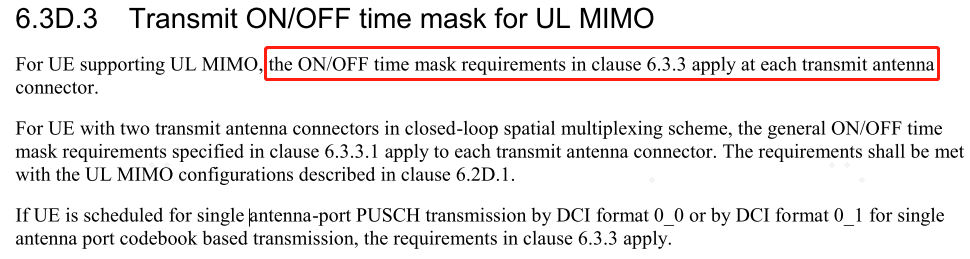 6.3D.3 Transmit ON/OFF time mask for UL MIMO
For UE supporting UL MIMO, the ON/OFF time mask requirements in clause 6.3.3 apply at each transmit antenna
connector.
For UE with two transmit antenna connectors in closed-loop spatial multiplexing scheme, the general ON/OFF time
mask requirements specified in clause 6.3.3.1 apply to each transmit antenna connector. The requirements shall be met
with the UL MIMO configurations described in clause 6.2D.1.
If UE is scheduled for single antenna-port PUSCH transmission by DCI format 0_0 or by DCI format 0_1 for single
antenna port codebook based transmission, the requirements in clause 6.3.3 apply.